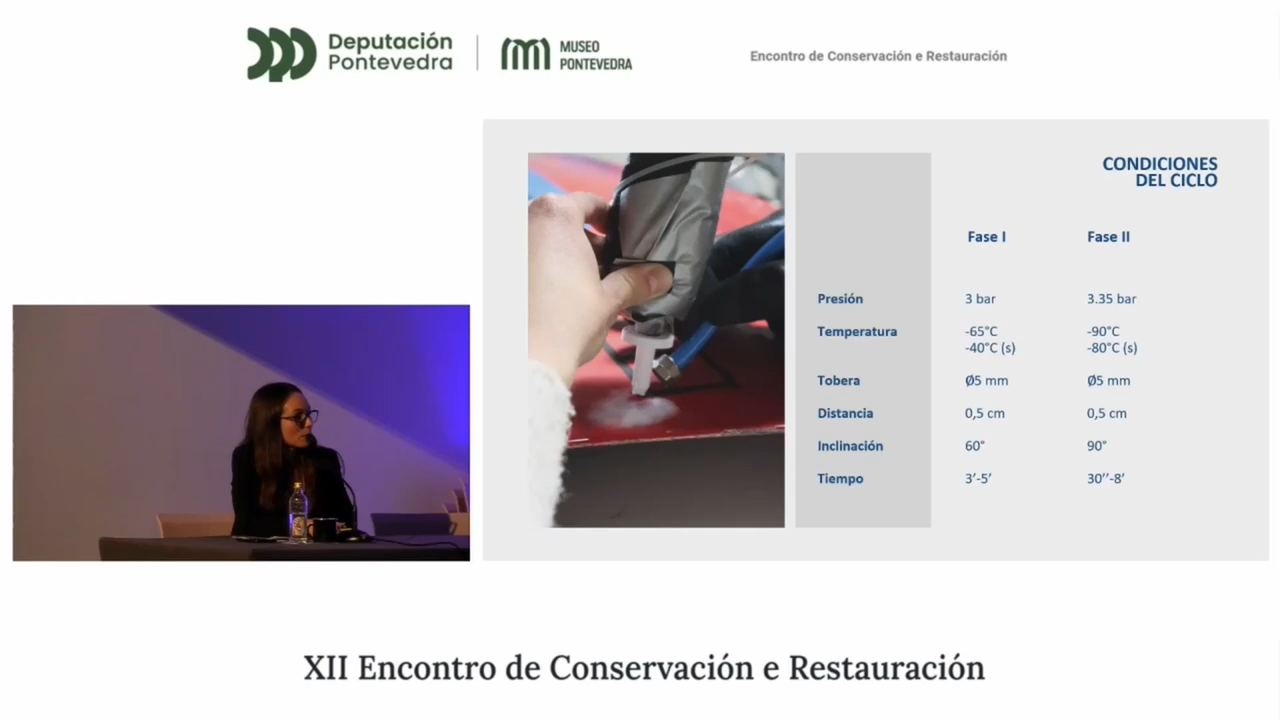 Deputación
Pontevedra
MUSEO
PONTEVEDRA
Encontro de Conservación e Restauración
CONDICIONES
DEL CICLO
Fase I Fase II
Presión 3 bar 3.35 bar
Temperatura -65°C -90°C
-40°C (s) -80°C (s)
Tobera Ø5 mm Ø5 mm
Distancia 0,5 cm 0,5 cm
Inclinación 60° 90°
Tiempo 3’-5’ 30’’-8’
XII Encontro de Conservación e Restauración